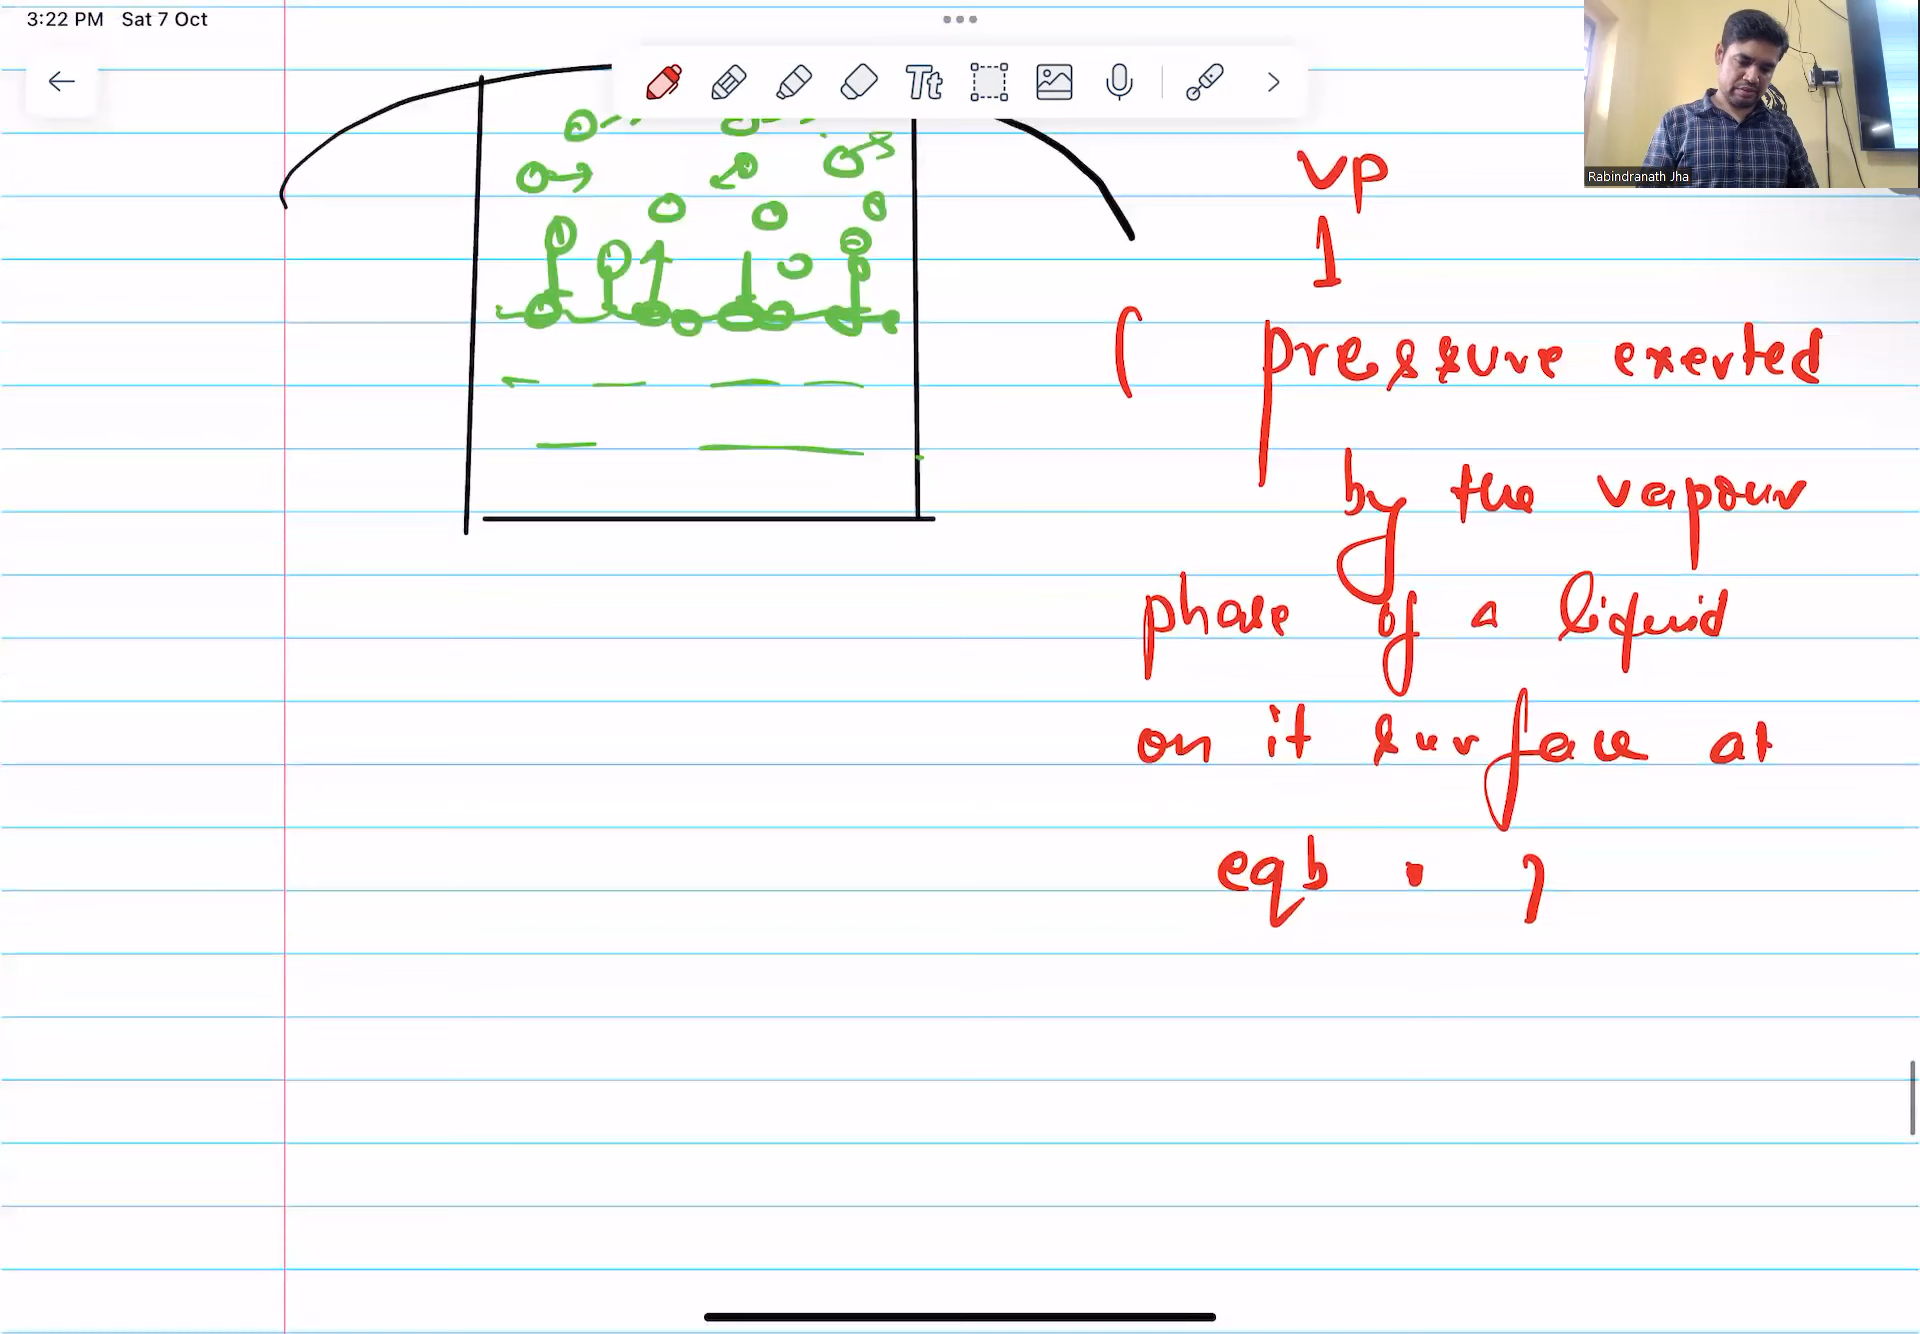 3:22 PM Sat 7 Oct
Tt
Rabindranath Jha
vp
( pressure exerted
by the vapour
phase of a liquid
on it surface at
eqb . )